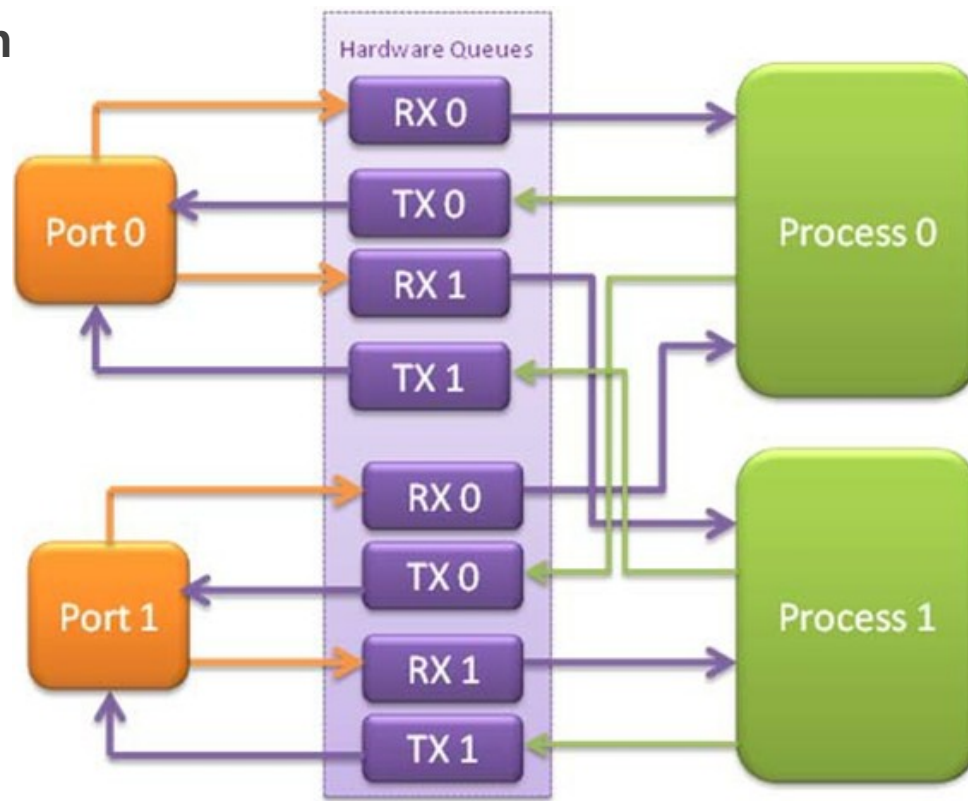 n
Hardware Queues
RX 0
TX 0
RX 1
TX 1
Port 0
Process 0
RX 0
TX 0
RX 1
TX 1
Port 1
Process 1